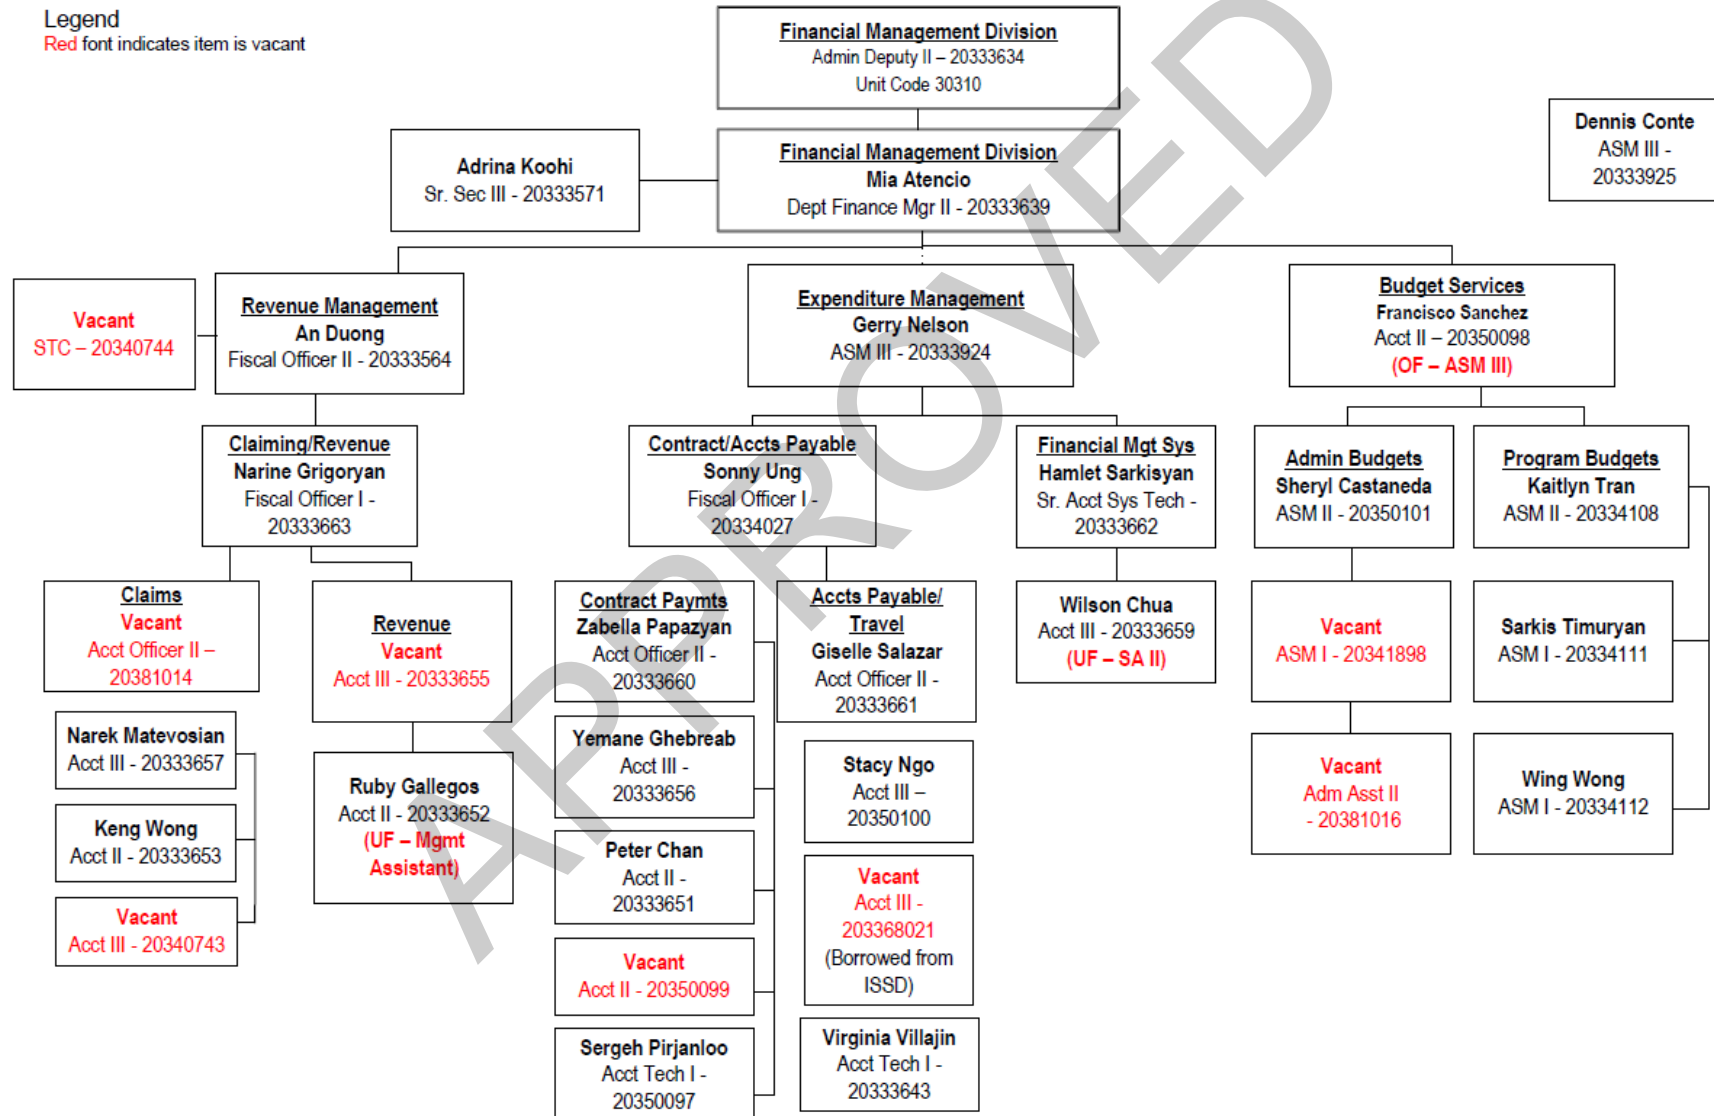 Legend
Red font indicates item is vacant
Financial Management Division
Admin Deputy II – 20333634
Unit Code 30310
Dennis Conte
ASM III -
20333925
Adrina Koohi
Sr. Sec III - 20333571
Financial Management Division
Mia Atencio
Dept Finance Mgr II - 20333639
Vacant
STC – 20340744
Revenue Management
An Duong
Fiscal Officer II - 20333564
Expenditure Management
Gerry Nelson
ASM III - 20333924
Budget Services
Francisco Sanchez
Acct II – 20350098
(OF – ASM III)
Claiming/Revenue
Narine Grigoryan
Fiscal Officer I -
20333663
Contract/Accts Payable
Sonny Ung
Fiscal Officer I -
20334027
Financial Mgt Sys
Hamlet Sarkisyan
Sr. Acct Sys Tech -
20333662
Admin Budgets
Sheryl Castaneda
ASM II - 20350101
Program Budgets
Kaitlyn Tran
ASM II - 20334108
Claims
Vacant
Acct Officer II –
20381014
Revenue
Vacant
Acct III - 20333655
Contract Paymts
Zabella Papazyan
Acct Officer II -
20333660
Accts Payable/
Travel
Giselle Salazar
Acct Officer II -
20333661
Wilson Chua
Acct III - 20333659
(UF – SA II)
Vacant
ASM I - 20341898
Sarkis Timuryan
ASM I - 20334111
Narek Matevosian
Acct III - 20333657
Keng Wong
Acct II - 20333653
Vacant
Acct III - 20340743
Ruby Gallegos
Acct II - 20333652
(UF – Mgmt
Assistant)
Yemane Ghebreab
Acct III -
20333656
Peter Chan
Acct II -
20333651
Vacant
Acct II - 20350099
Sergeh Pirjanloo
Acct Tech I -
20350097
Stacy Ngo
Acct III –
20350100
Vacant
Acct III -
203368021
(Borrowed from
ISSD)
Virginia Villajin
Acct Tech I -
20333643
Vacant
Adm Asst II
- 20381016
Wing Wong
ASM I - 20334112
APPROVED